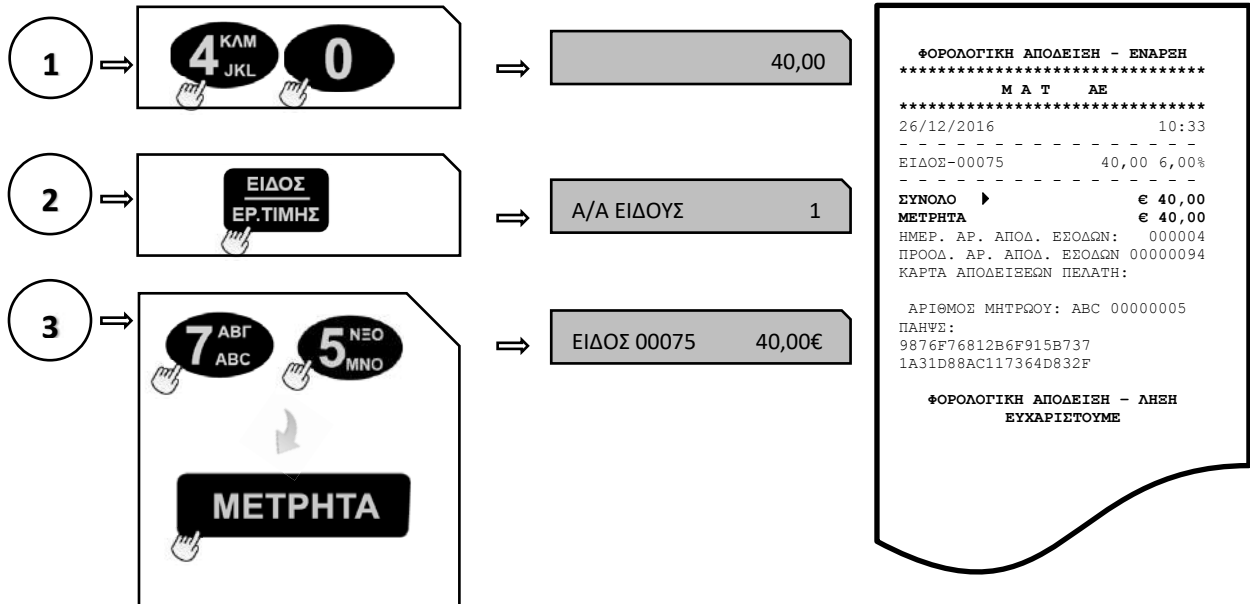 1
4 ΚΛΜ JKL
0
40,00
2
ΕΙΔΟΣ
ΕΡ.ΤΙΜΗΣ
Α/Α ΕΙΔΟΥΣ 1
3
7 ΑΒΓ ABC
5 ΝΞΟ MNO
ΕΙΔΟΣ 00075 40,00€
ΜΕΤΡΗΤΑ
ΦΟΡΟΛΟΓΙΚΗ ΑΠΟΔΕΙΞΗ - ΕΝΑΡΞΗ
********************************
Μ Α Τ ΑΕ
********************************
26/12/2016 10:33
- - - - - - - - - - - - - - - -
ΕΙΔΟΣ-00075 40,00 6,00%
- - - - - - - - - - - - - - - -
ΣΥΝΟΛΟ € 40,00
ΜΕΤΡΗΤΑ € 40,00
ΗΜΕΡ. ΑΡ. ΑΠΟΔ. ΕΣΟΔΩΝ: 000004
ΠΡΟΟΔ. ΑΡ. ΑΠΟΔ. ΕΣΟΔΩΝ 00000094
ΚΑΡΤΑ ΑΠΟΔΕΙΞΕΩΝ ΠΕΛΑΤΗ:
ΑΡΙΘΜΟΣ ΜΗΤΡΩΟΥ: ABC 00000005
ΠΑΗΨΣ:
9876F76812B6F915B737
1A31D88AC117364D832F
ΦΟΡΟΛΟΓΙΚΗ ΑΠΟΔΕΙΞΗ – ΛΗΞΗ
ΕΥΧΑΡΙΣΤΟΥΜΕ